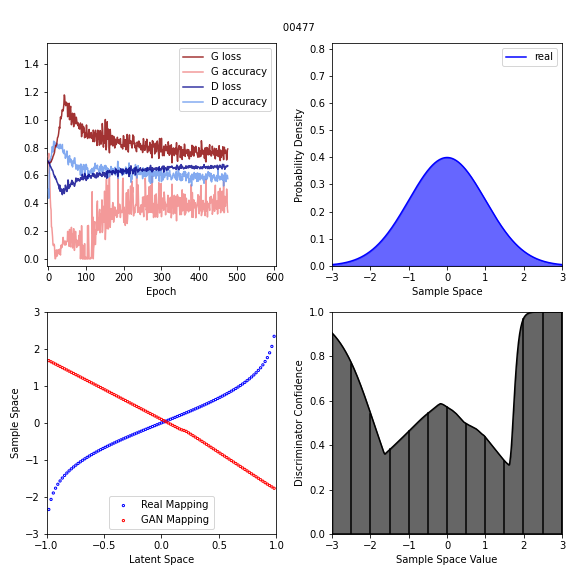 00477
G loss
G accuracy
D loss
D accuracy
1.4
1.2
1.0
0.8
0.6
0.4
0.2
0.0
0 100 200 300 400 500 600
Epoch
real
Probability Density
0.8
0.7
0.6
0.5
0.4
0.3
0.2
0.1
0.0
−3 −2 −1 0 1 2 3
Sample Space
Sample Space
3
2
1
0
−1
−2
−3
Real Mapping
GAN Mapping
−1.0 −0.5 0.0 0.5 1.0
Latent Space
Discriminator Confidence
1.0
0.8
0.6
0.4
0.2
0.0
−3 −2 −1 0 1 2 3
Sample Space Value